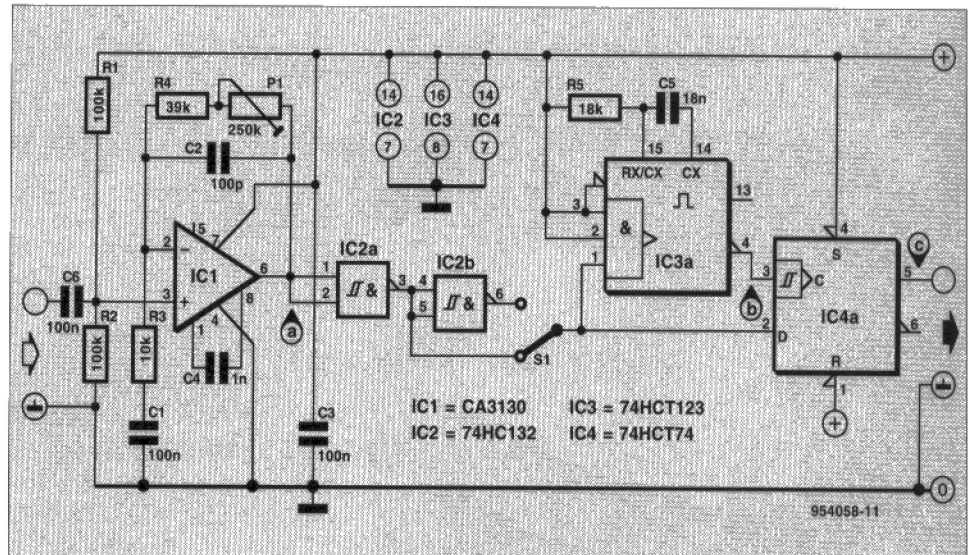 R1
100k
R4
39k
P1
250k
C2
100p
14
16
14
IC2
IC3
IC4
7
8
7
R5
18k
C5
18n
15
14
RX/CX
CX
13
3
2
1
&
4
IC3a
+
4
S
3
C
5
c
IC4a
2
D
6
R
1
+
b
C6
100n
R2
100k
R3
10k
2
−
3
+
5
7
IC1
6
8
1
4
C4
1n
a
IC2a
1
2
&
3
IC2b
4
5
&
6
S1
C1
100n
C3
100n
IC1 = CA3130
IC2 = 74HC132
IC3 = 74HCT123
IC4 = 74HCT74
0
954058-11